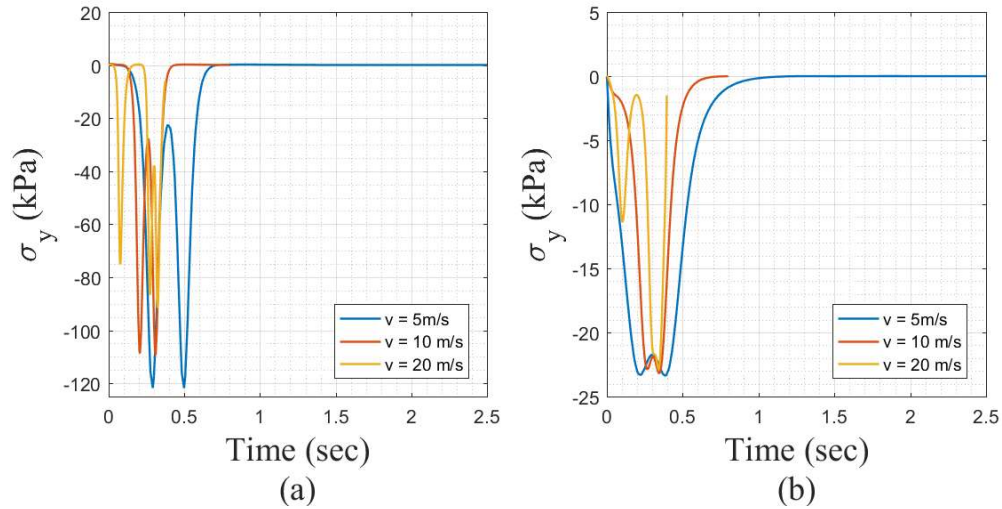 20
0
-20
-40
-60
-80
-100
-120
σy (kPa)
v = 5m/s
v = 10 m/s
v = 20 m/s
0 0.5 1 1.5 2 2.5
Time (sec)
(a)
5
0
-5
-10
-15
-20
-25
σy (kPa)
v = 5m/s
v = 10 m/s
v = 20 m/s
0 0.5 1 1.5 2 2.5
Time (sec)
(b)